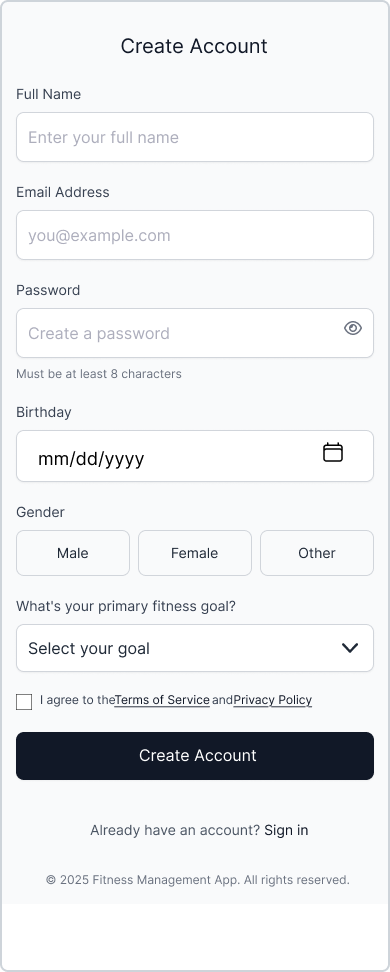 Create Account
Full Name
Enter your full name
Email Address
you@example.com
Password
Create a password
Must be at least 8 characters
Birthday
mm/dd/yyyy
Gender
Male Female Other
What's your primary fitness goal?
Select your goal
I agree to theTerms of Service andPrivacy Policy
Create Account
Already have an account? Sign in
© 2025 Fitness Management App. All rights reserved.